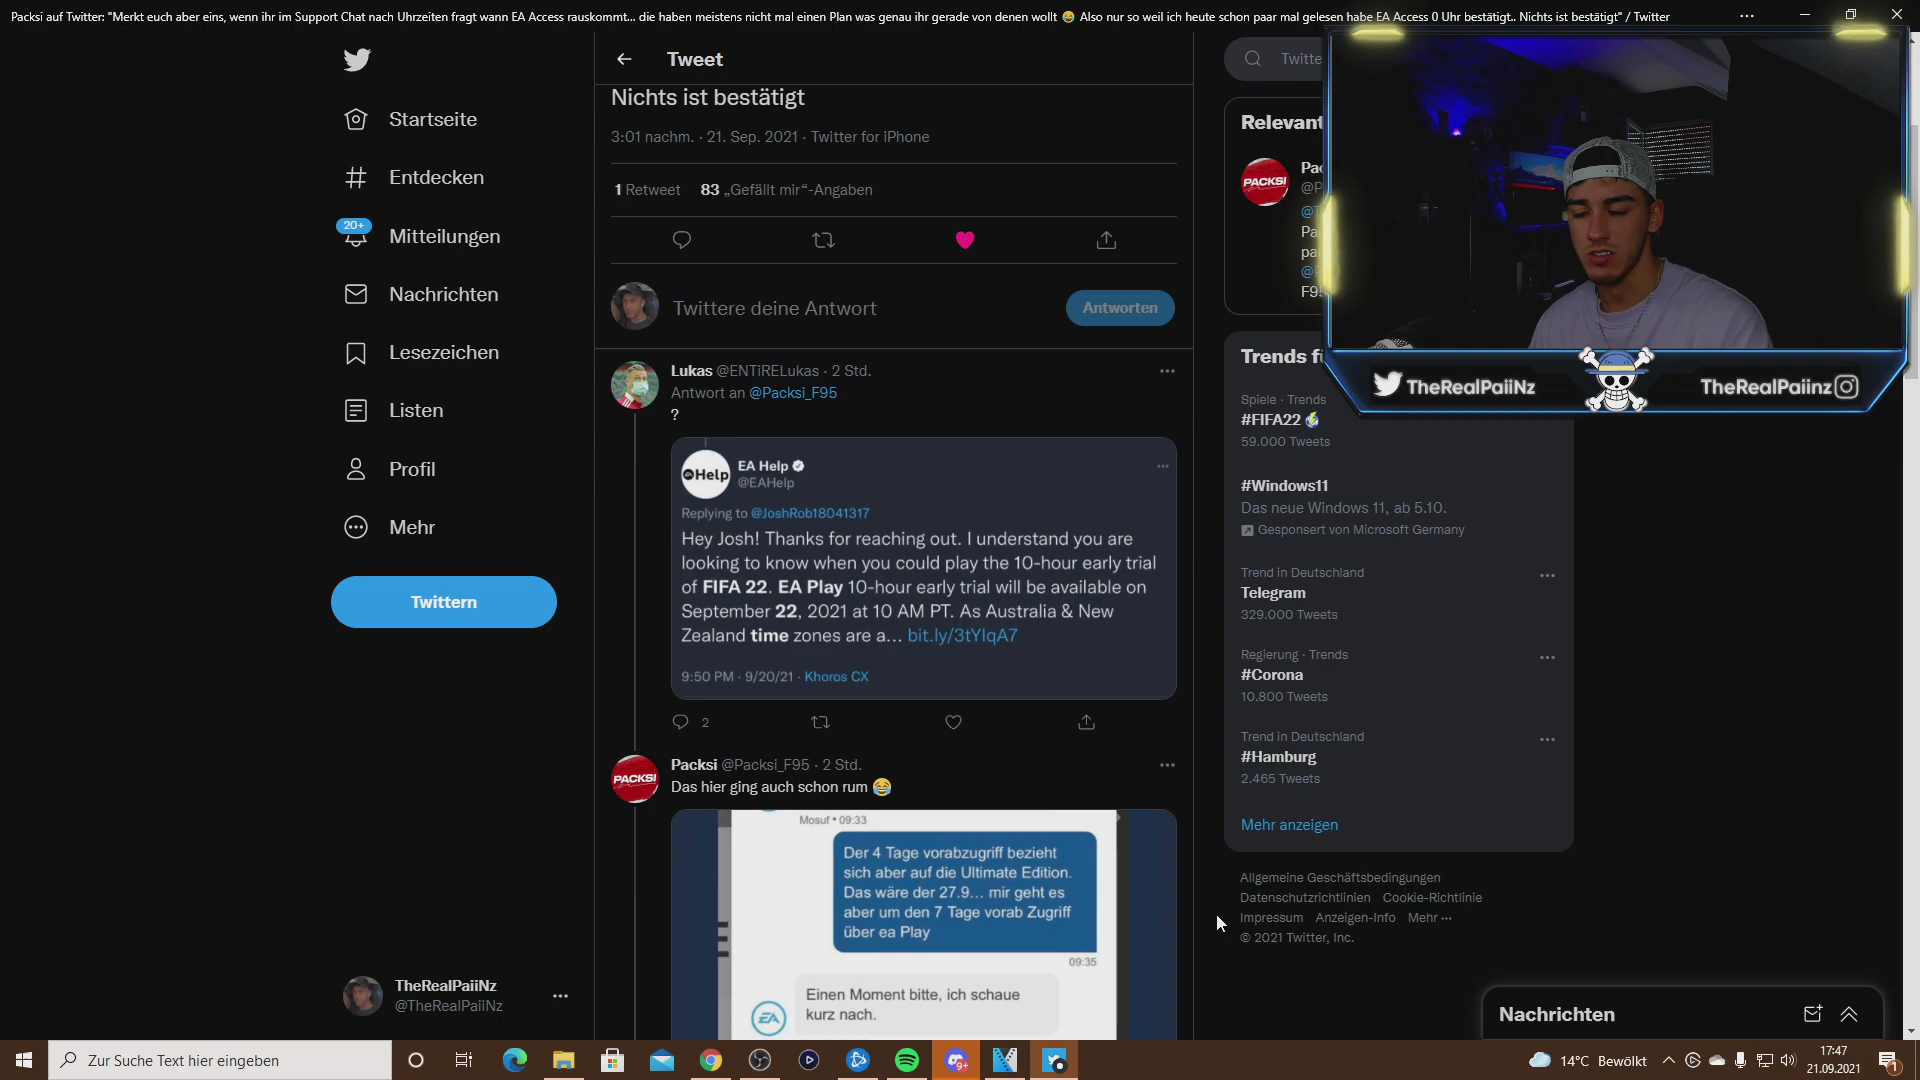 Packsi auf Twitter: "Merkt euch aber eins, wenn ihr im Support Chat nach Uhrzeiten fragt wann EA Access rauskommt... die haben meistens nicht mal einen Plan was genau ihr gerade von denen wollt 😂 Also nur so weil ich heute schon paar mal gelesen habe EA Access 0 Uhr bestätigt.. Nichts ist bestätigt" / Twitter
Tweet
Nichts ist bestätigt
3:01 nachm. · 21. Sep. 2021 · Twitter for iPhone
1 Retweet 83 „Gefällt mir“-Angaben
Twittere deine Antwort
Antworten
Startseite
Entdecken
20+
Mitteilungen
Nachrichten
Lesezeichen
Listen
Profil
Mehr
Twittern
TheRealPaiiNz
@TheRealPaiiNz
Lukas @ENTiRELukas · 2 Std.
Antwort an @Packsi_F95
?
Help
EA Help
@EAHelp
Replying to @JoshRob18041317
Hey Josh! Thanks for reaching out. I understand you are
looking to know when you could play the 10-hour early trial
of FIFA 22. EA Play 10-hour early trial will be available on
September 22, 2021 at 10 AM PT. As Australia & New
Zealand time zones are a... bit.ly/3tYlqA7
9:50 PM · 9/20/21 · Khoros CX
2
PACKSI
Packsi @Packsi_F95 · 2 Std.
Das hier ging auch schon rum 😂
Mosuf • 09:33
Der 4 Tage vorabzugriff bezieht
sich aber auf die Ultimate Edition.
Das wäre der 27.9... mir geht es
aber um den 7 Tage vorab Zugriff
über ea Play
09:35
EA
Einen Moment bitte, ich schaue
kurz nach.
Twitte
Relevant
PACKSI
Pac
@P
@T
Pa
pa
@
F9
TheRealPaiiNz
TheRealPaiinz
Trends f
Spiele · Trends
#FIFA22
59.000 Tweets
#Windows11
Das neue Windows 11, ab 5.10.
Gesponsert von Microsoft Germany
Trend in Deutschland
Telegram
329.000 Tweets
Regierung · Trends
#Corona
10.800 Tweets
Trend in Deutschland
#Hamburg
2.465 Tweets
Mehr anzeigen
Allgemeine Geschäftsbedingungen
Datenschutzrichtlinien Cookie-Richtlinie
Impressum Anzeigen-Info Mehr ···
© 2021 Twitter, Inc.
Nachrichten
Zur Suche Text hier eingeben
9+
14°C Bewölkt
17:47
21.09.2021
1